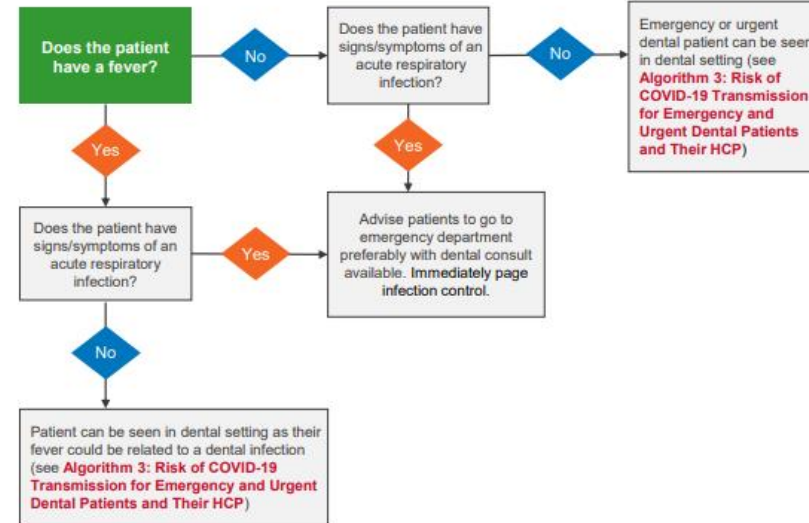 Does the patient
have a fever?
No
Does the patient have
signs/symptoms of an
acute respiratory
infection?
No
Emergency or urgent
dental patient can be seen
in dental setting (see
Algorithm 3: Risk of
COVID-19 Transmission
for Emergency and
Urgent Dental Patients
and Their HCP)
Yes
Yes
Does the patient have
signs/symptoms of an
acute respiratory
infection?
Yes
Advise patients to go to
emergency department
preferably with dental consult
available. Immediately page
infection control.
No
Patient can be seen in dental setting as their
fever could be related to a dental infection
(see Algorithm 3: Risk of COVID-19
Transmission for Emergency and Urgent
Dental Patients and Their HCP)